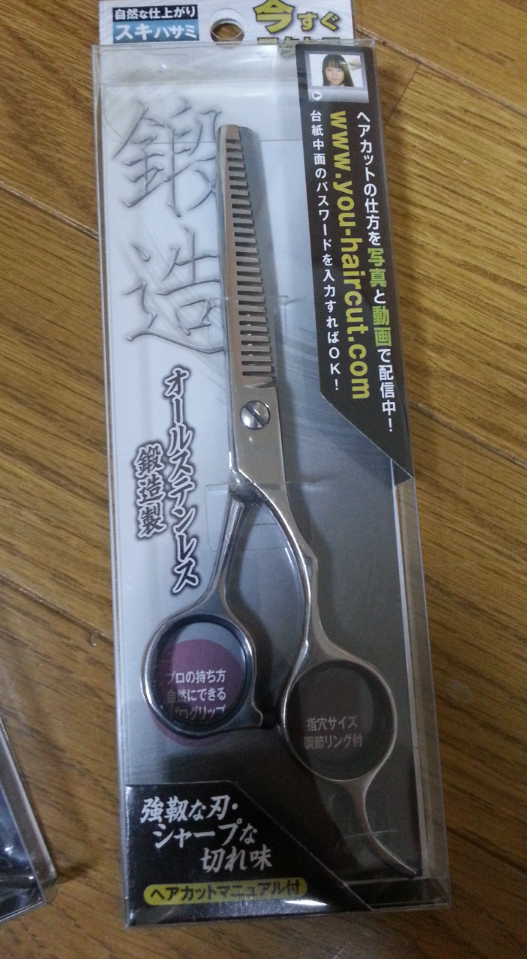 自然な仕上がり
スキハサミ
今すぐ
ヘアカットの仕方を写真と動画で配信中!
www.you-haircut.com
台紙中面のパスワードを入力すればOK!
鍛造
オールステンレス
鍛造製
プロの持ち方
自然にできる
グリップ
指穴サイズ
調節リング付
強靱な刃・
シャープな
切れ味
ヘアカットマニュアル付